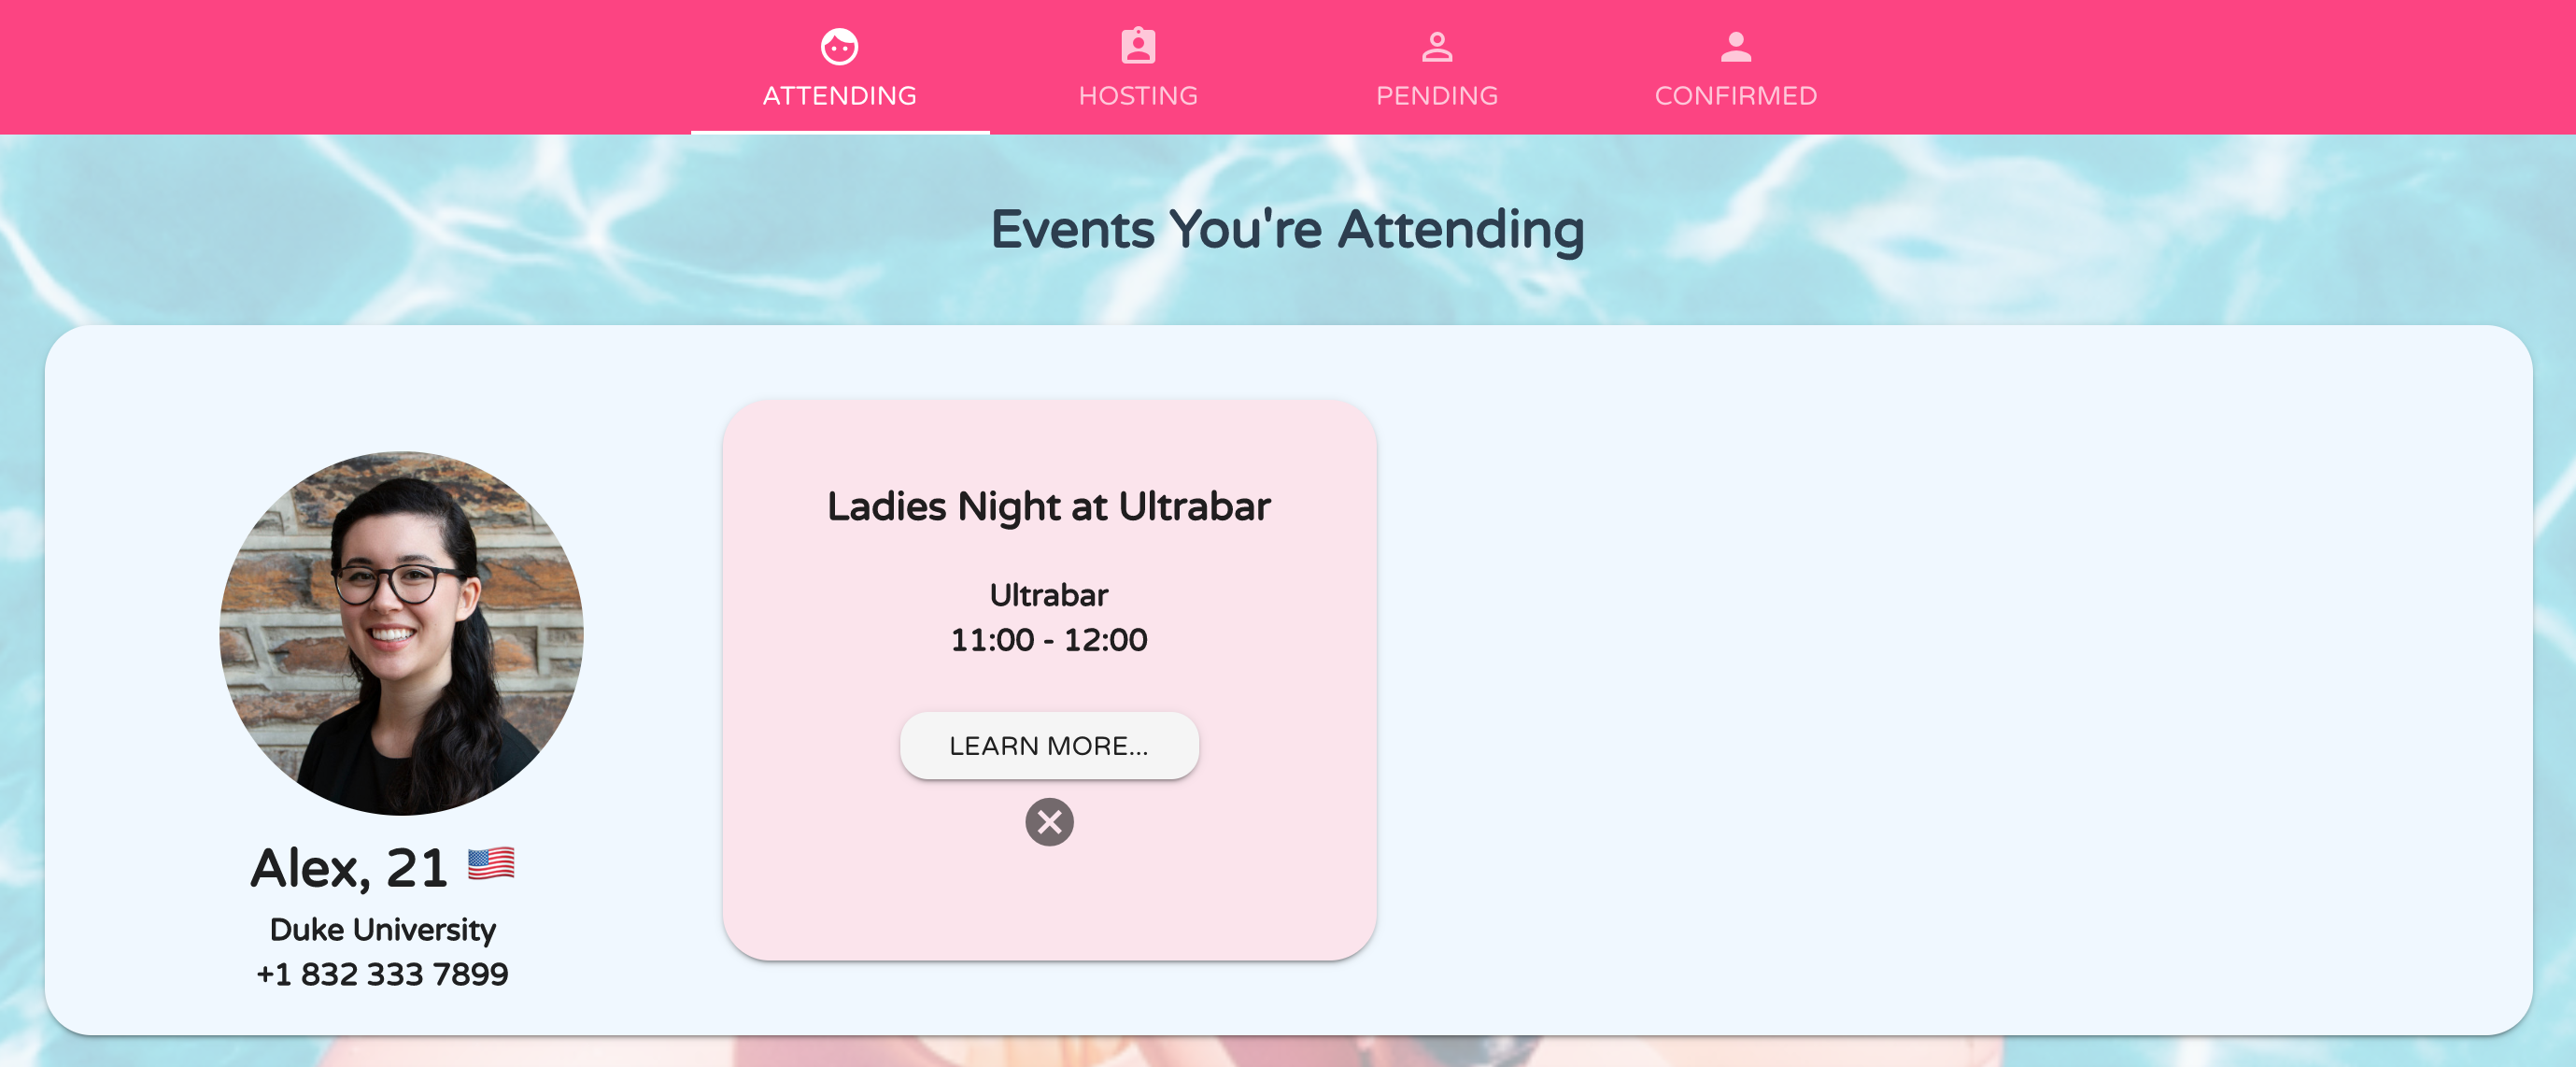 ATTENDING
HOSTING
PENDING
CONFIRMED
Events You're Attending
Alex, 21 🇺🇸
Duke University
+1 832 333 7899
Ladies Night at Ultrabar
Ultrabar
11:00 - 12:00
LEARN MORE...